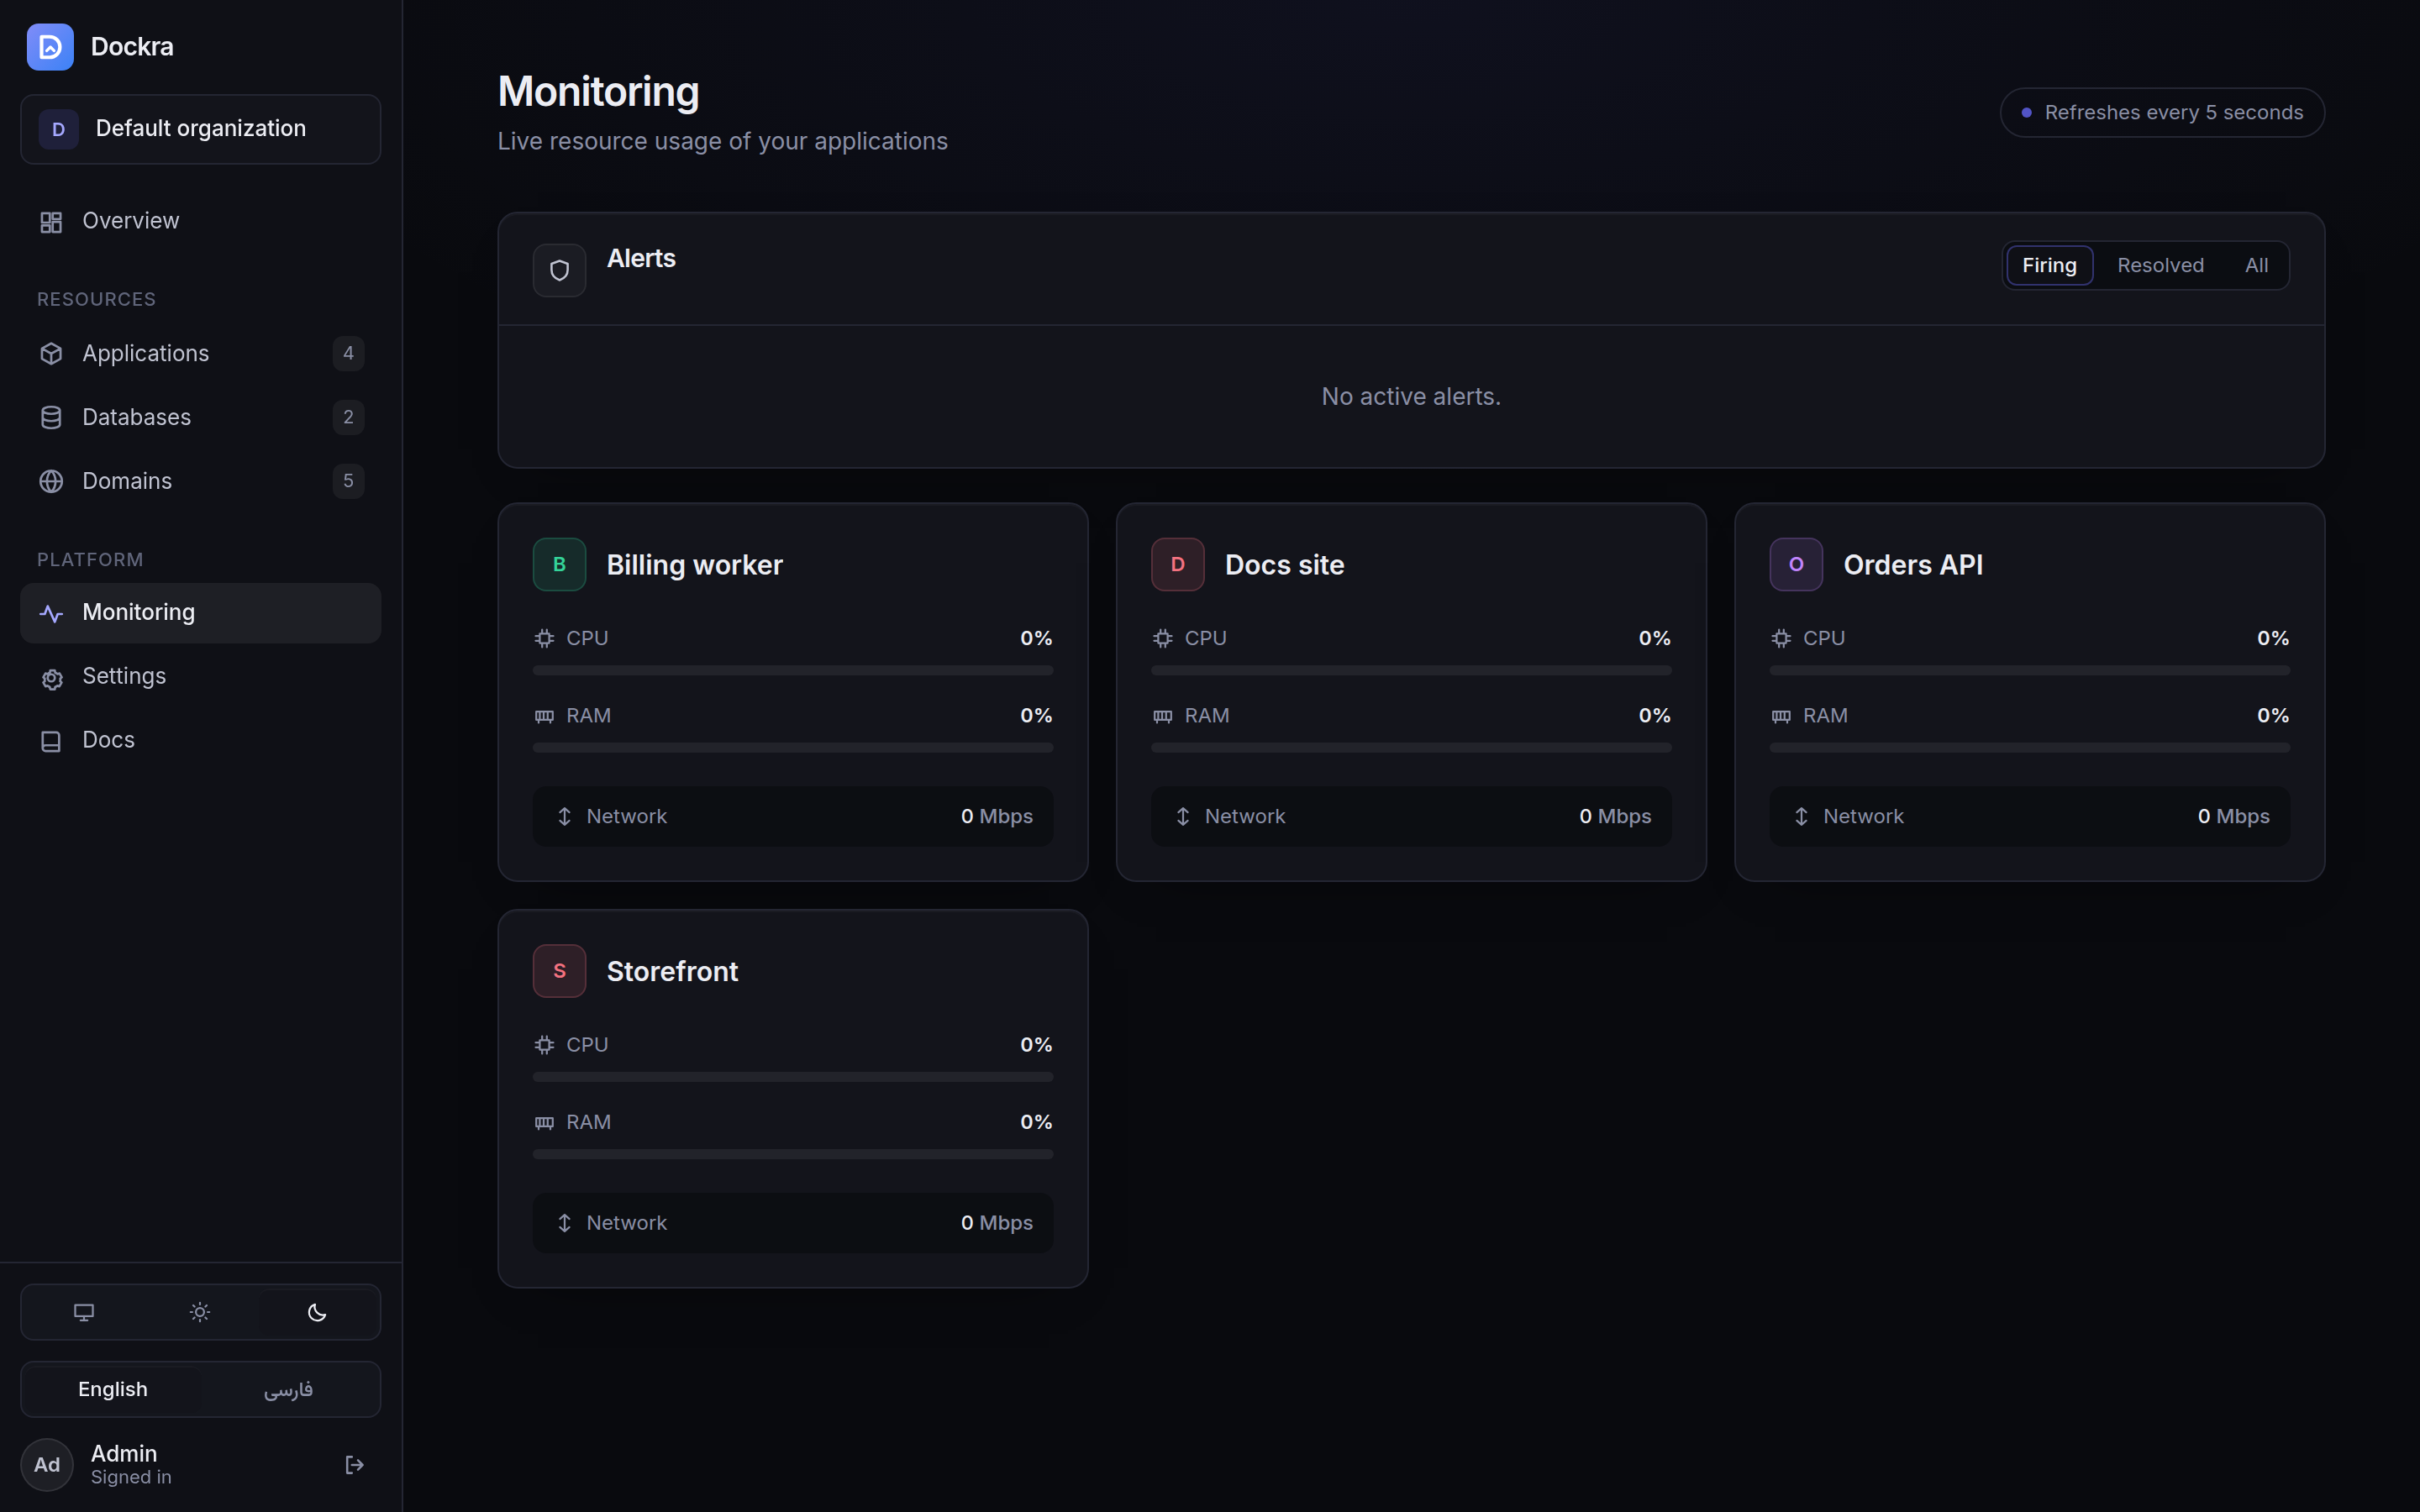 Dockra
D
Default organization
Overview
RESOURCES
Applications 4
Databases 2
Domains 5
PLATFORM
Monitoring
Settings
Docs
English
فارسی
Ad
Admin
Signed in
Monitoring
Live resource usage of your applications
Refreshes every 5 seconds
Alerts
Firing Resolved All
No active alerts.
B Billing worker
CPU 0%
RAM 0%
Network 0 Mbps
D Docs site
CPU 0%
RAM 0%
Network 0 Mbps
O Orders API
CPU 0%
RAM 0%
Network 0 Mbps
S Storefront
CPU 0%
RAM 0%
Network 0 Mbps